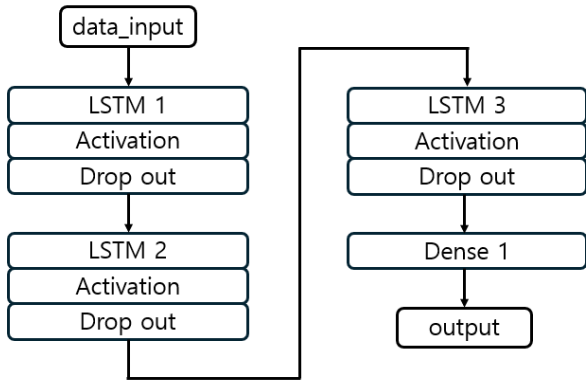 data_input
LSTM 1
Activation
Drop out
LSTM 2
Activation
Drop out
LSTM 3
Activation
Drop out
Dense 1
output